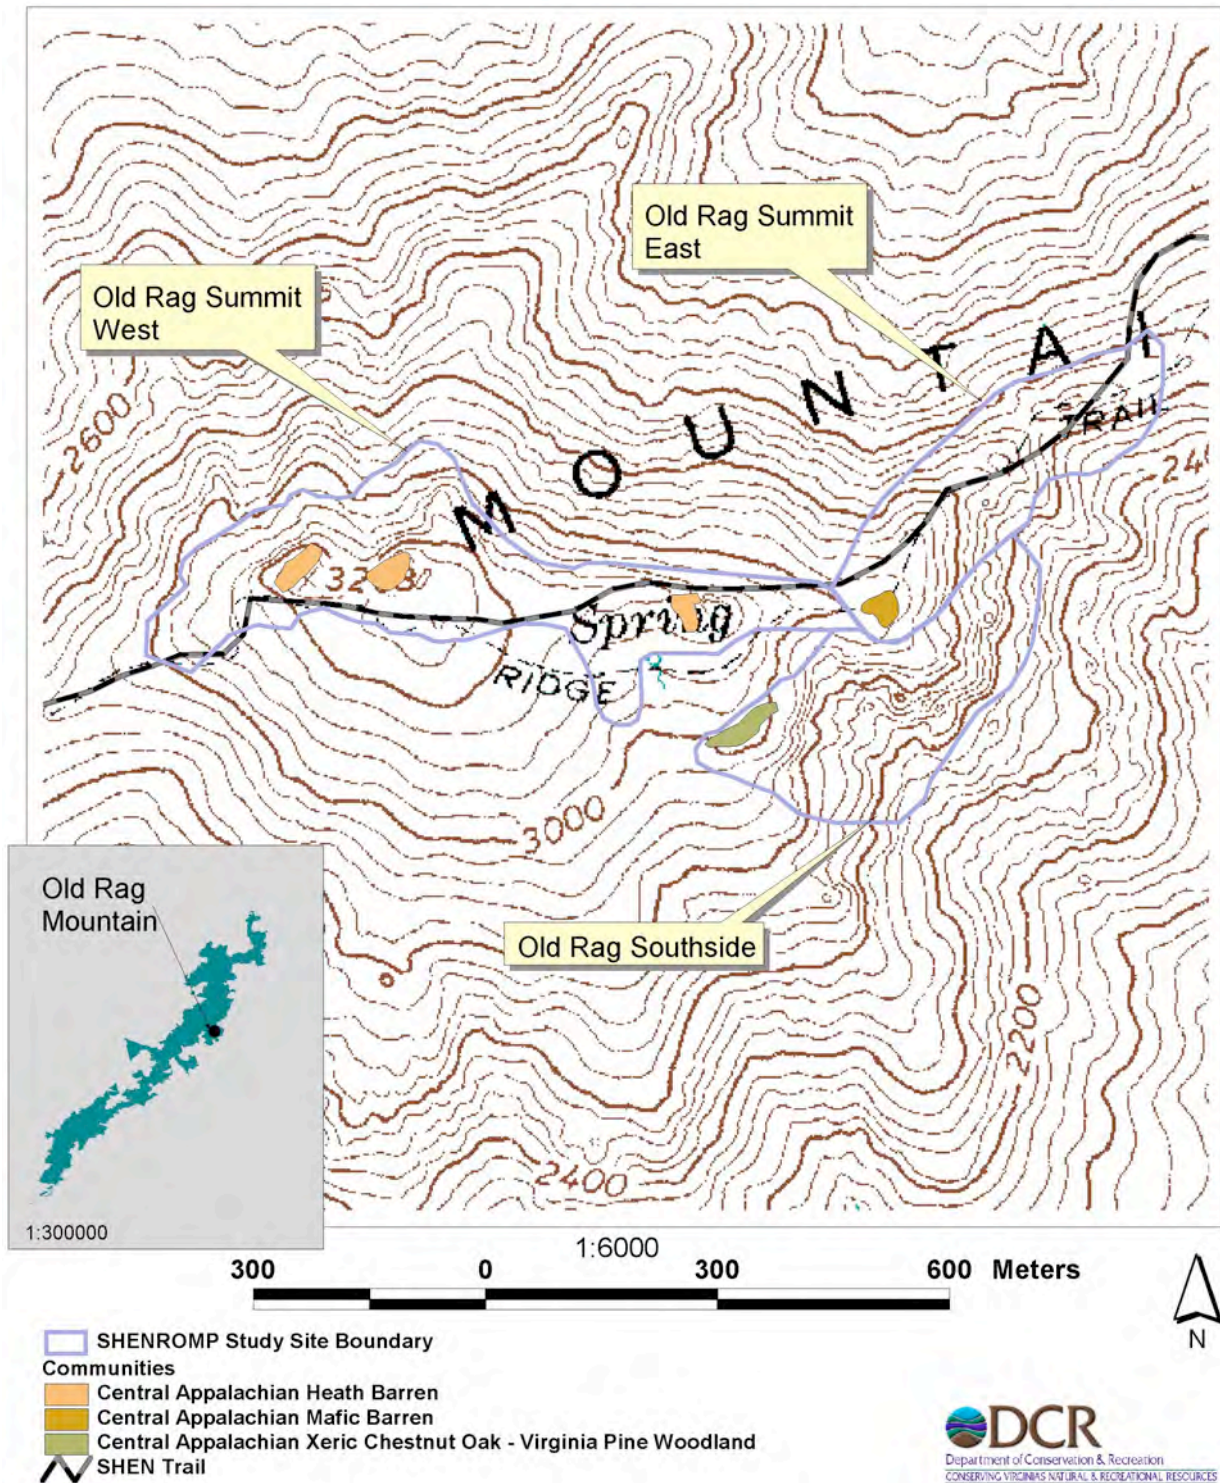 Old Rag Summit
East
Old Rag Summit
West
MOUNTAI
TRAIL
2600
Spring
RIDGE
3000
Old Rag Southside
2200
2400
Old Rag
Mountain
1:300000
1:6000
300 0 300 600 Meters
N
SHENROMP Study Site Boundary
Communities
Central Appalachian Heath Barren
Central Appalachian Mafic Barren
Central Appalachian Xeric Chestnut Oak - Virginia Pine Woodland
SHEN Trail
DCR
Department of Conservation & Recreation
CONSERVING VIRGINIA'S NATURAL & RECREATIONAL RESOURCES